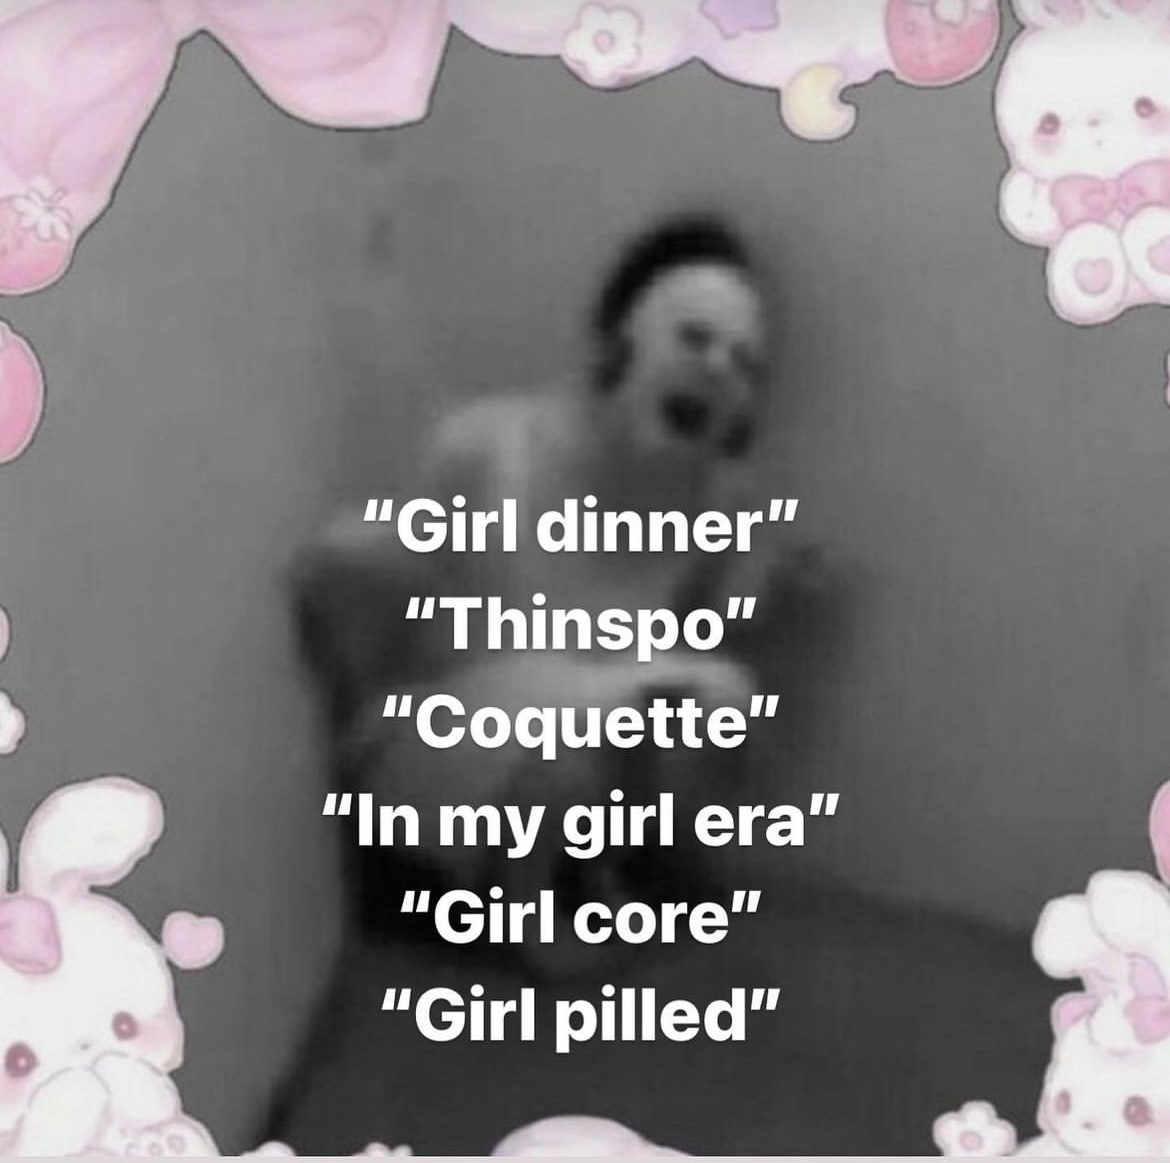 “Girl dinner”
“Thinspo”
“Coquette”
“In my girl era”
“Girl core”
“Girl pilled”